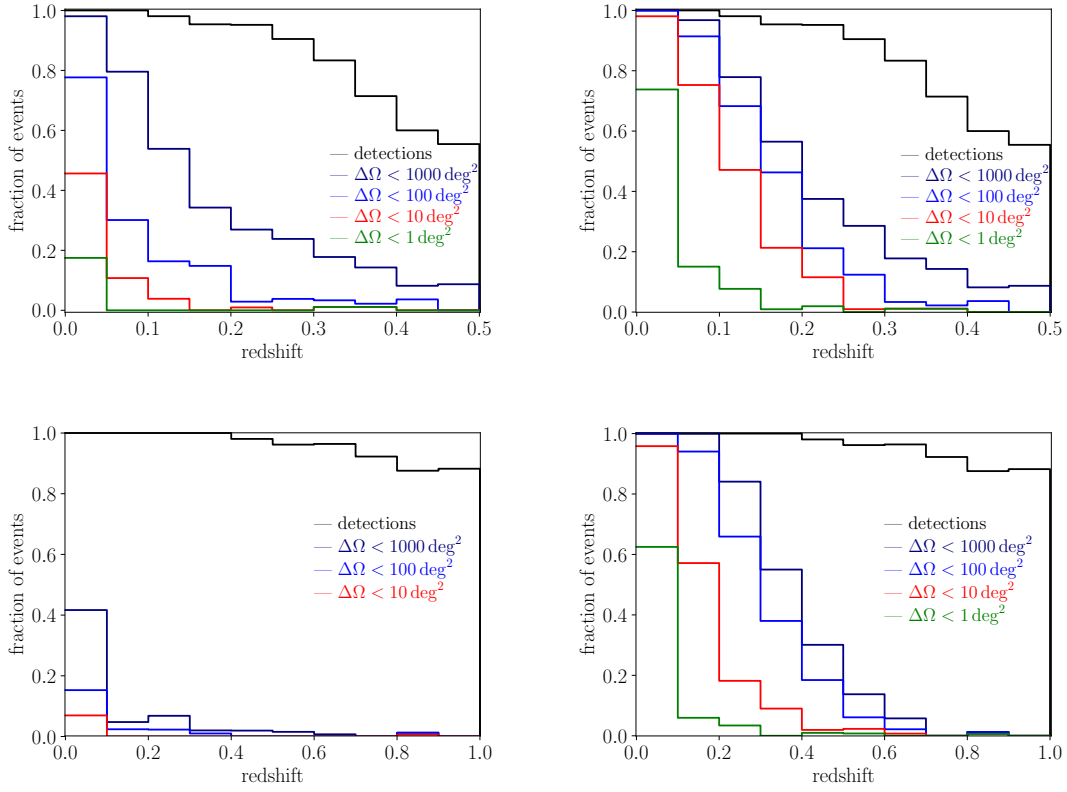 1.0
0.8
0.6
0.4
0.2
0.0
fraction of events
detections
ΔΩ < 1000 deg²
ΔΩ < 100 deg²
ΔΩ < 10 deg²
ΔΩ < 1 deg²
0.0 0.1 0.2 0.3 0.4 0.5
redshift
1.0
0.8
0.6
0.4
0.2
0.0
fraction of events
detections
ΔΩ < 1000 deg²
ΔΩ < 100 deg²
ΔΩ < 10 deg²
ΔΩ < 1 deg²
0.0 0.1 0.2 0.3 0.4 0.5
redshift
1.0
0.8
0.6
0.4
0.2
0.0
fraction of events
detections
ΔΩ < 1000 deg²
ΔΩ < 100 deg²
ΔΩ < 10 deg²
0.0 0.2 0.4 0.6 0.8 1.0
redshift
1.0
0.8
0.6
0.4
0.2
0.0
fraction of events
detections
ΔΩ < 1000 deg²
ΔΩ < 100 deg²
ΔΩ < 10 deg²
ΔΩ < 1 deg²
0.0 0.2 0.4 0.6 0.8 1.0
redshift